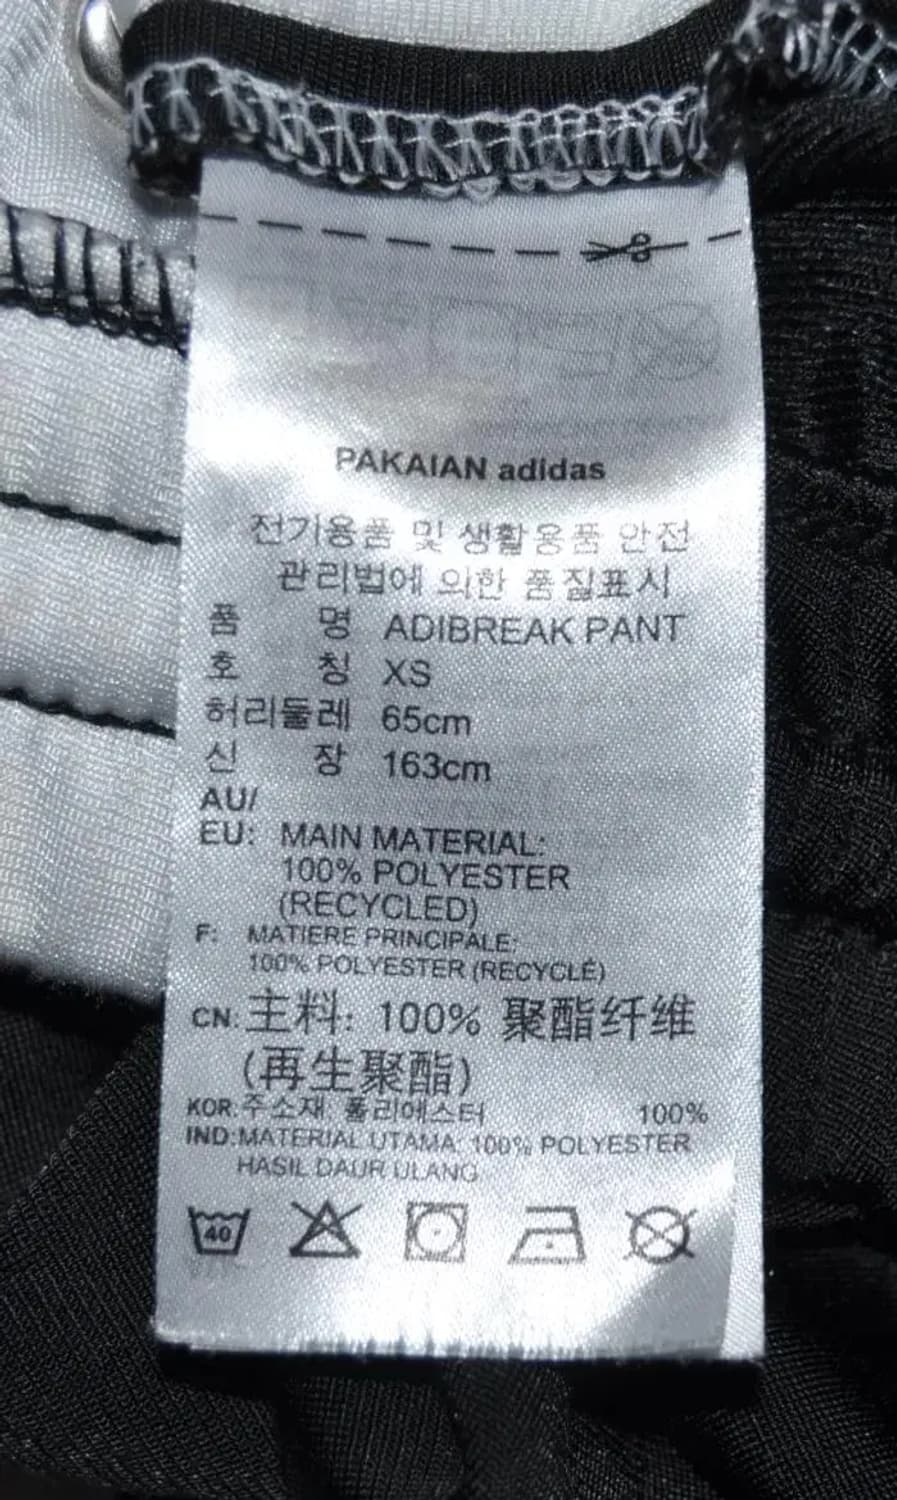 PAKAIAN adidas
전기용품 및 생활용품 안전
관리법에 의한 품질표시
품 명 ADIBREAK PANT
호 칭 XS
허리둘레 65cm
신 장 163cm
AU/
EU: MAIN MATERIAL:
100% POLYESTER
(RECYCLED)
F: MATIERE PRINCIPALE:
100% POLYESTER (RECYCLÉ)
CN: 主料: 100% 聚酯纤维
(再生聚酯)
KOR:주소재: 폴리에스터 100%
IND:MATERIAL UTAMA: 100% POLYESTER
HASIL DAUR ULANG
40